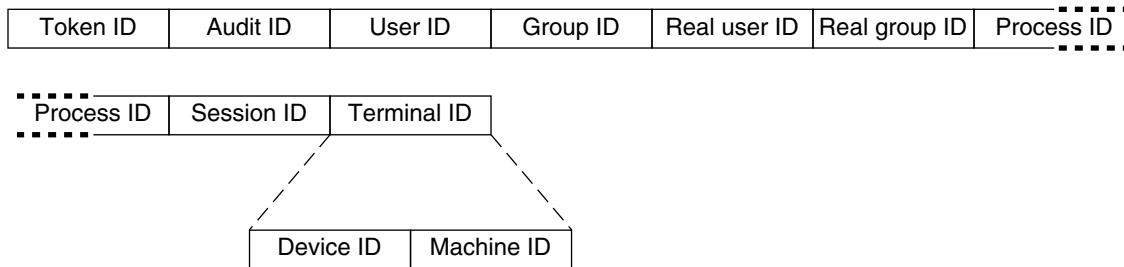 Token ID Audit ID User ID Group ID Real user ID Real group ID Process ID
Process ID Session ID Terminal ID
Device ID Machine ID